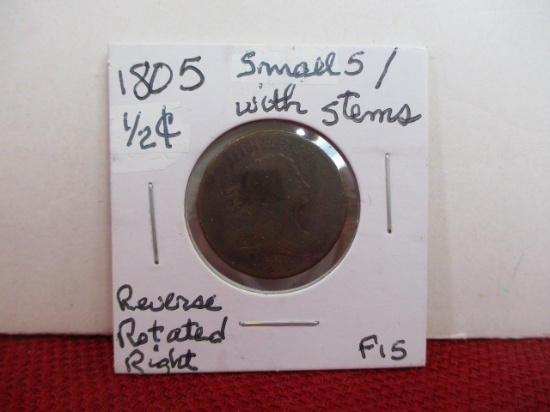 1805 Small 5 /
1/2¢ with stems
Reverse
Rotated
Right
F15